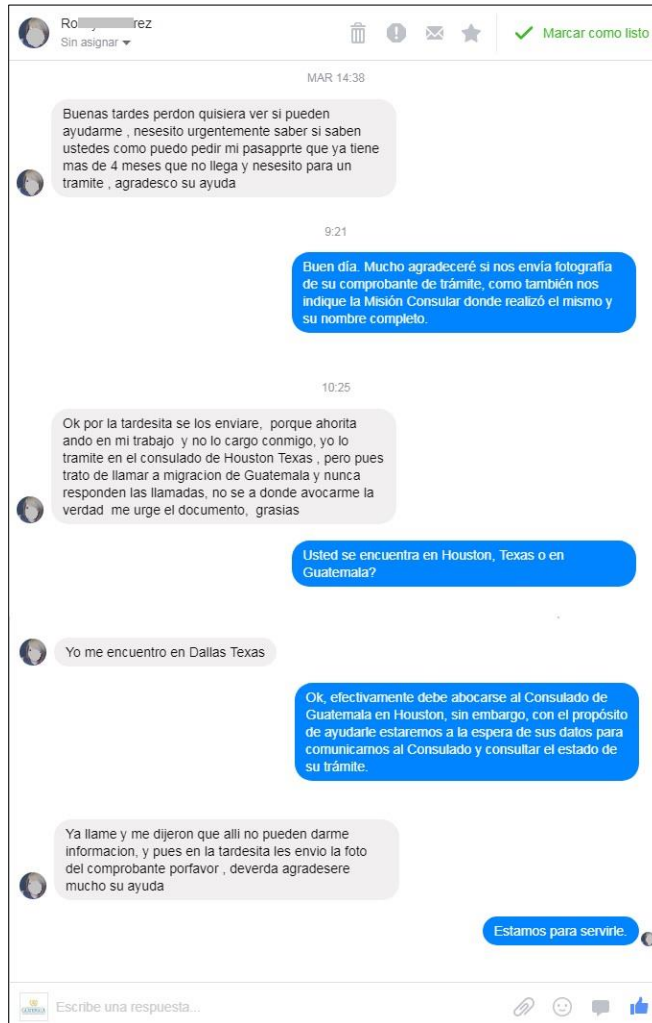 Ro rez
Sin asignar
Marcar como listo
MAR 14:38
Buenas tardes perdon quisiera ver si pueden
ayudarme , nesesito urgentemente saber si saben
ustedes como puedo pedir mi pasapprte que ya tiene
mas de 4 meses que no llega y nesesito para un
tramite , agradesco su ayuda
9:21
Buen día. Mucho agradeceré si nos envía fotografía
de su comprobante de trámite, como también nos
indique la Misión Consular donde realizó el mismo y
su nombre completo.
10:25
Ok por la tardesita se los enviare, porque ahorita
ando en mi trabajo y no lo cargo conmigo, yo lo
tramite en el consulado de Houston Texas , pero pues
trato de llamar a migracion de Guatemala y nunca
responden las llamadas, no se a donde avocarme la
verdad me urge el documento, grasias
Usted se encuentra en Houston, Texas o en
Guatemala?
Yo me encuentro en Dallas Texas
Ok, efectivamente debe abocarse al Consulado de
Guatemala en Houston, sin embargo, con el propósito
de ayudarle estaremos a la espera de sus datos para
comunicarnos al Consulado y consultar el estado de
su trámite.
Ya llame y me dijeron que alli no pueden darme
informacion, y pues en la tardesita les envio la foto
del comprobante porfavor , deverda agradesere
mucho su ayuda
Estamos para servirle.
Escribe una respuesta...